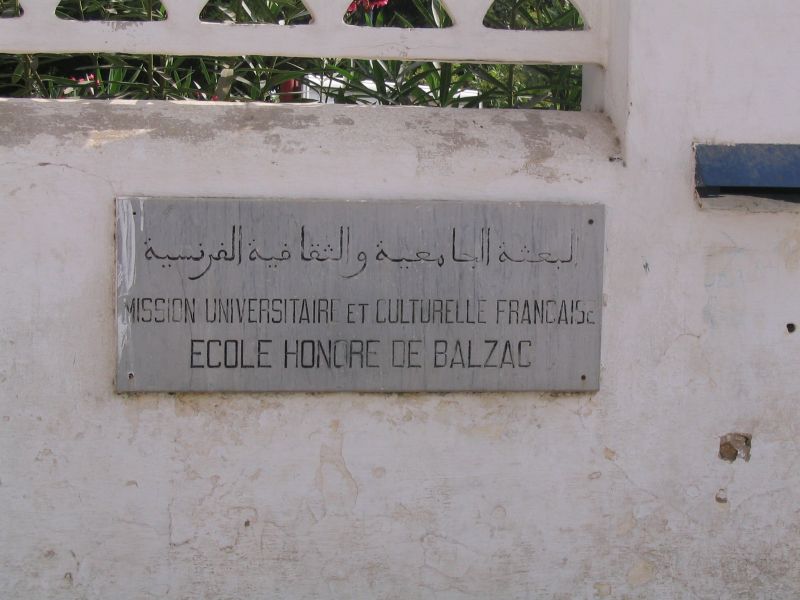 البعثة الجامعية والثقافية الفرنسية
MISSION UNIVERSITAIRE ET CULTURELLE FRANCAISE
ECOLE HONORE DE BALZAC